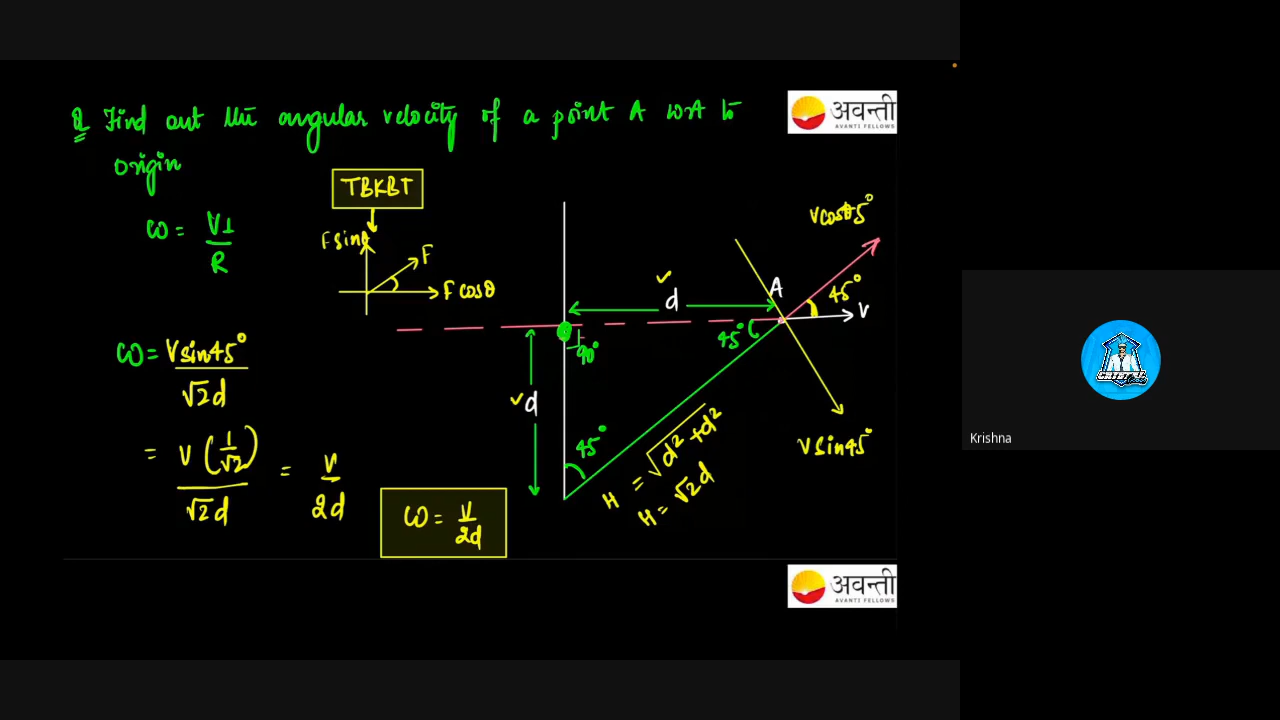 Q Find out the angular velocity of a point A wrt to
origin
अवन्ती
AVANTI FELLOWS
ω = V⊥/R
TBKBT
F sinθ
F
F cosθ
ω = V sin45°/√2d
= V (1/√2)/√2d = V/2d
ω = V/2d
d
A
V cos45°
45°
V
45°
90°
d
45°
H = √d²+d²
H = √2d
V sin45°
Krishna
अवन्ती
AVANTI FELLOWS